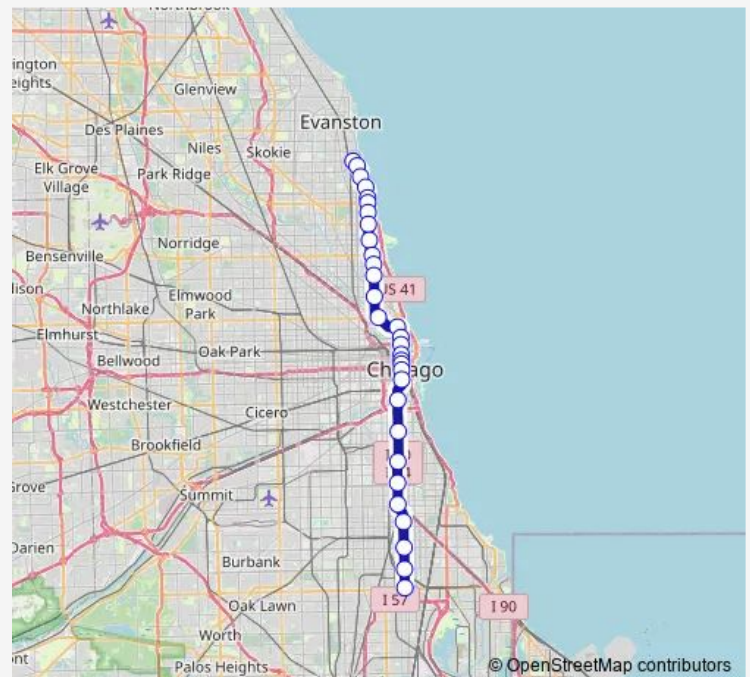 Northbrook
ington
eights
Glenview
Evanston
Des Plaines
Niles
Skokie
Elk Grove
Village
Park Ridge
Norridge
Bensenville
US 41
lison
Elmwood
Park
Northlake
Elmhurst
Oak Park
Bellwood
Chicago
Westchester
Cicero
Brookfield
Grove
Summit
Darien
Burbank
I 57
I 90
Oak Lawn
Worth
nt
Palos Heights
© OpenStreetMap contributors